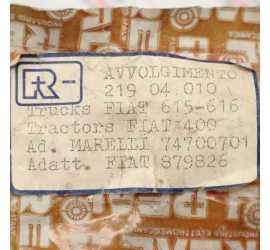 R-
AVVOLGIMENTO
219 04 010
Trucks FIAT 615-616
Tractors FIAT 400
Ad. MARELLI 74700701
Adatt. FIAT 879826